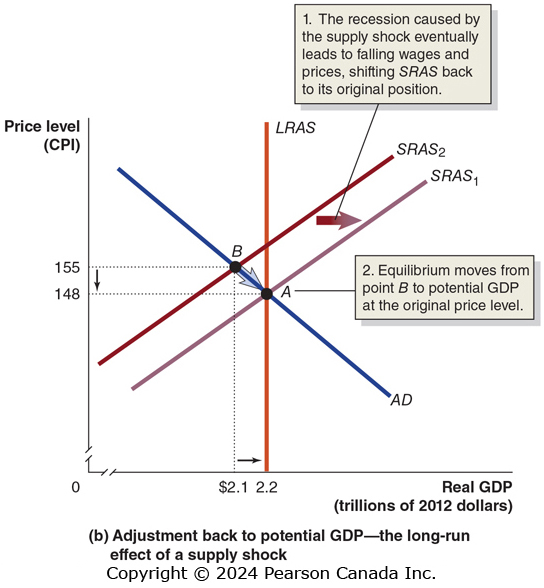 1. The recession caused by
the supply shock eventually
leads to falling wages and
prices, shifting SRAS back
to its original position.
Price level
(CPI)
LRAS
SRAS2
SRAS1
B
155
148
A
2. Equilibrium moves from
point B to potential GDP
at the original price level.
AD
0
$2.1 2.2
Real GDP
(trillions of 2012 dollars)
(b) Adjustment back to potential GDP—the long-run
effect of a supply shock
Copyright © 2024 Pearson Canada Inc.